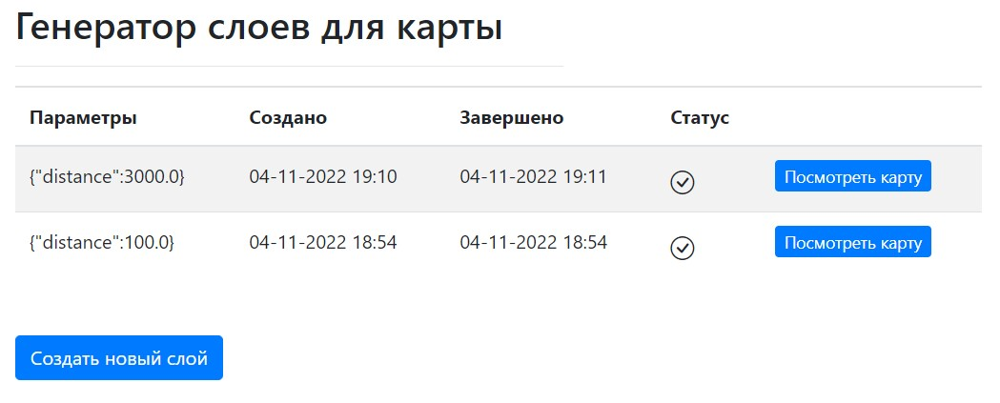 Генератор слоев для карты
Параметры Создано Завершено Статус
{"distance":3000.0} 04-11-2022 19:10 04-11-2022 19:11 Посмотреть карту
{"distance":100.0} 04-11-2022 18:54 04-11-2022 18:54 Посмотреть карту
Создать новый слой